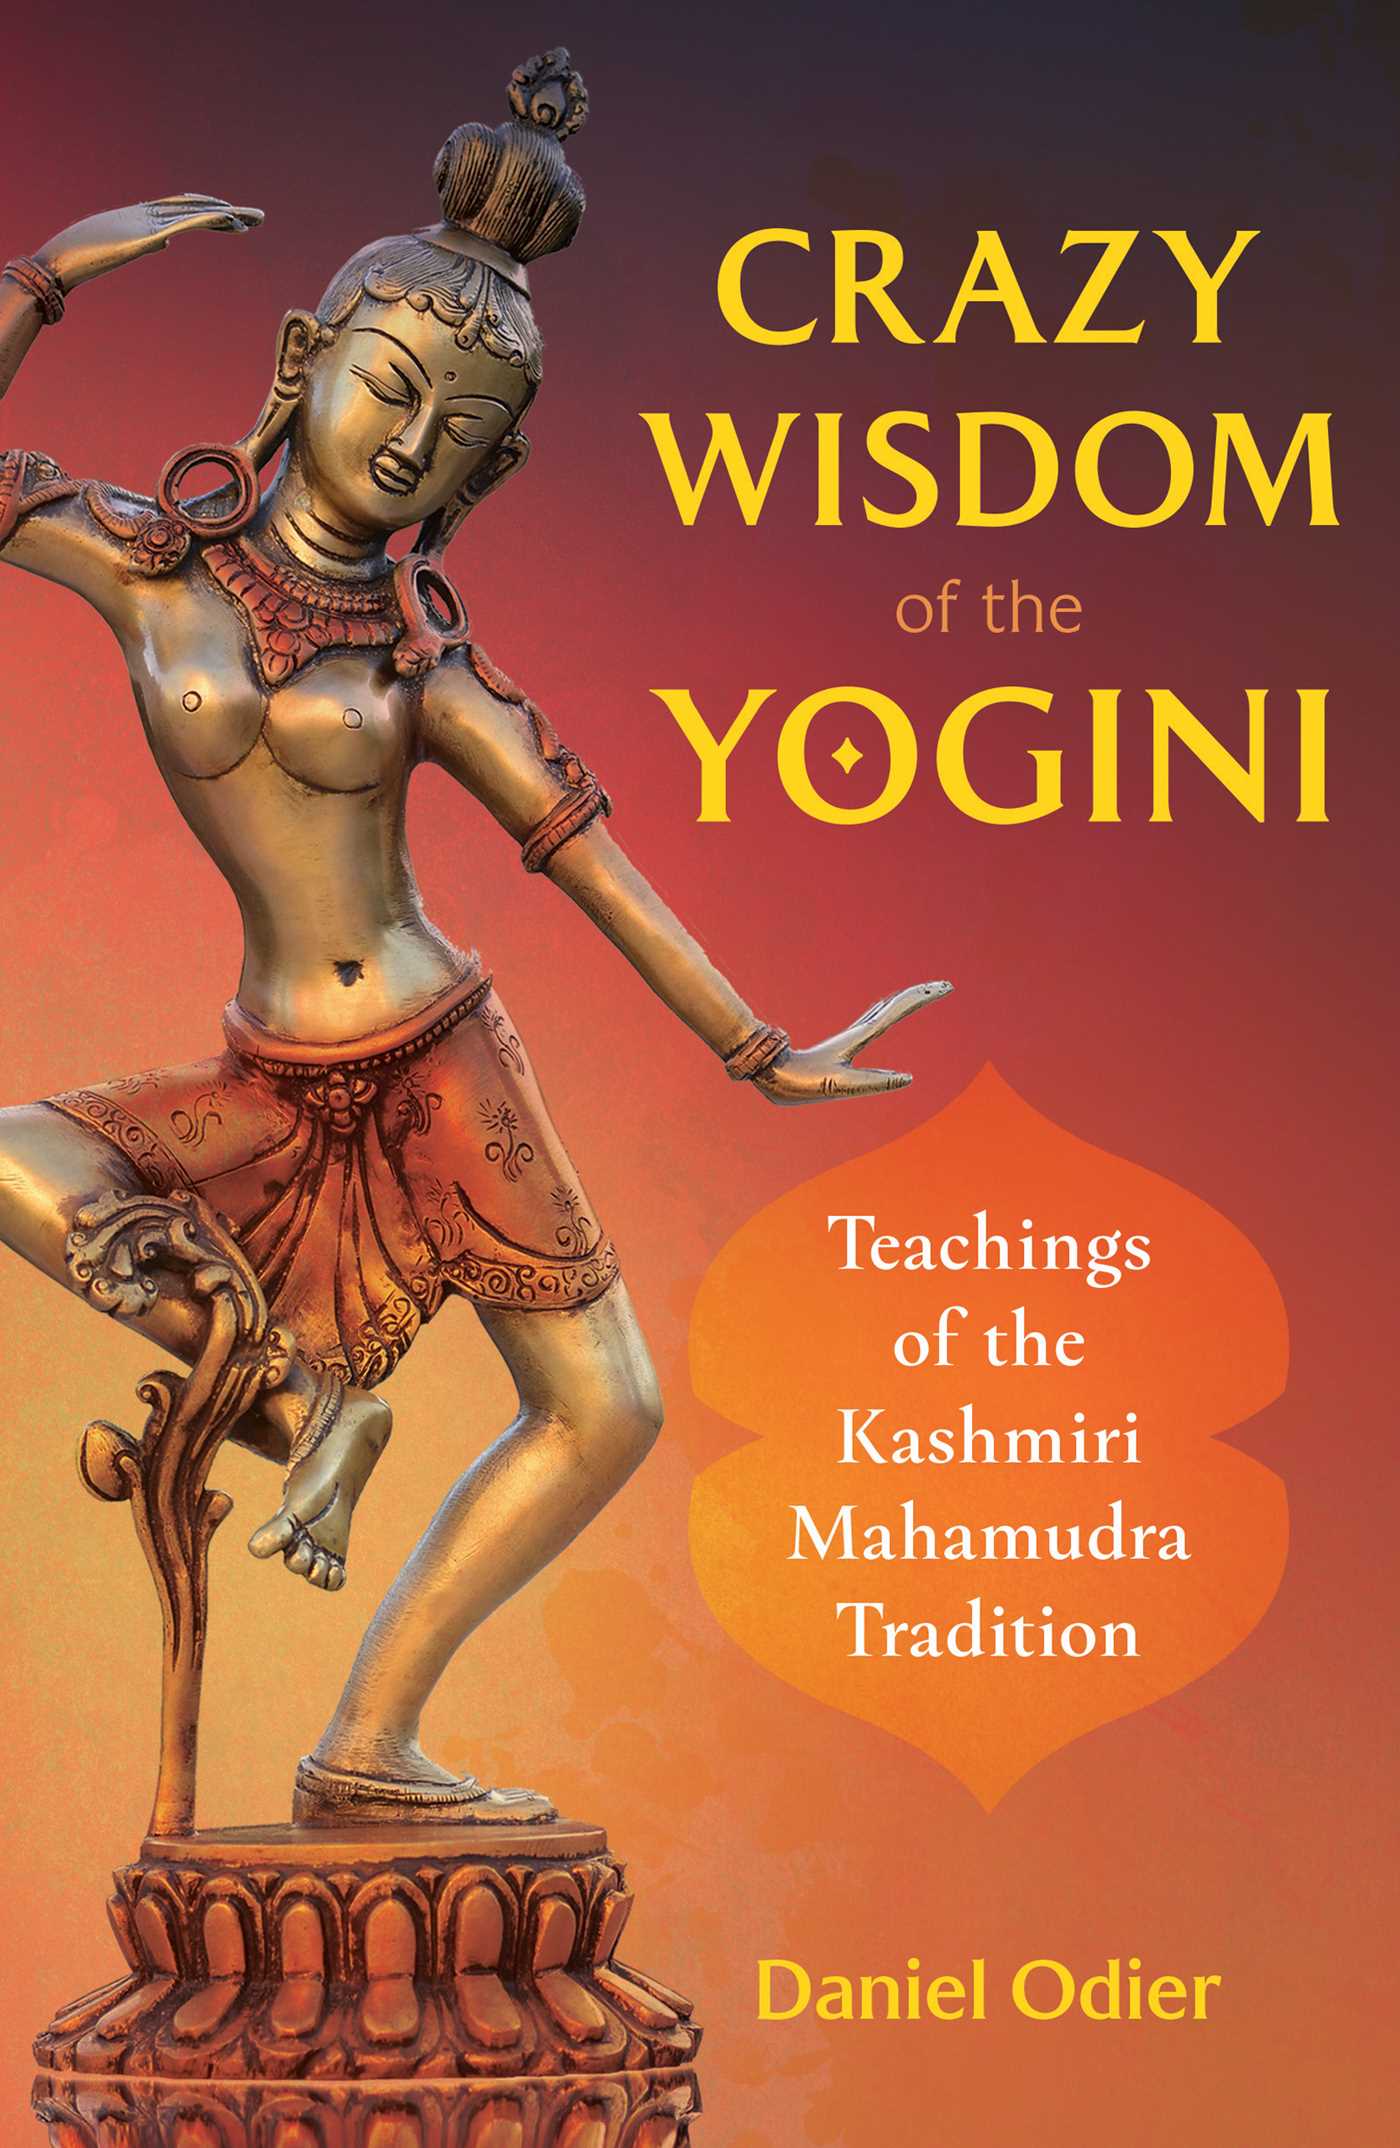 CRAZY
WISDOM
of the
YOGINI
Teachings
of the
Kashmiri
Mahamudra
Tradition
Daniel Odier